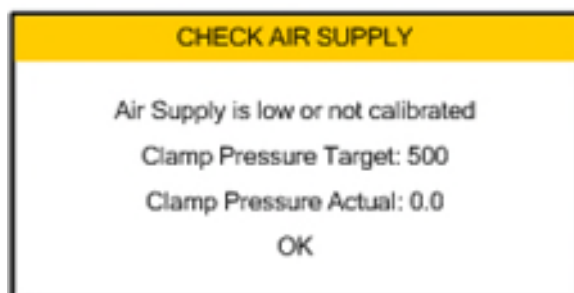 CHECK AIR SUPPLY
Air Supply is low or not calibrated
Clamp Pressure Target: 500
Clamp Pressure Actual: 0.0
OK